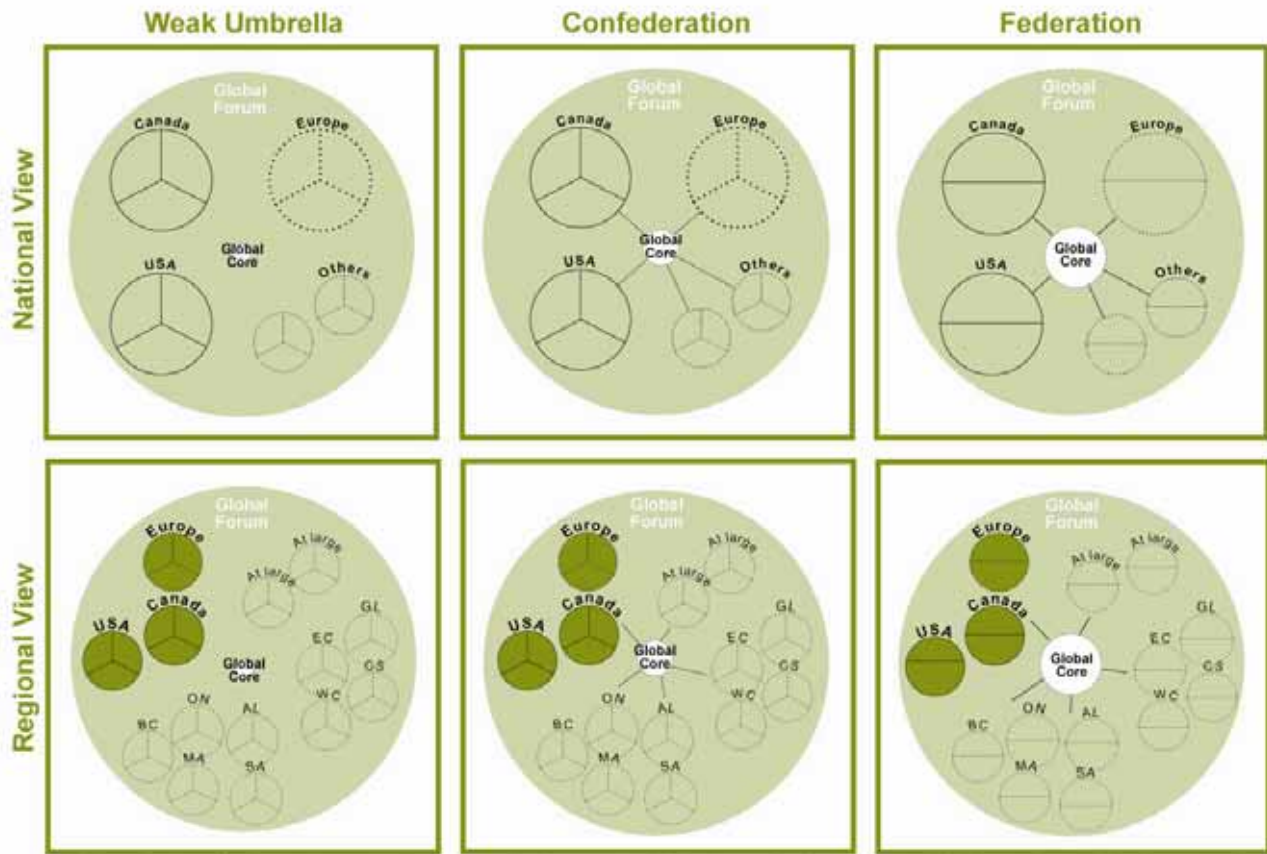 Weak Umbrella
Confederation
Federation
National View
Global
Forum
Canada
Europe
Global
Core
USA
Others
Global
Forum
Canada
Europe
Global
Core
USA
Others
Global
Forum
Canada
Europe
Global
Core
USA
Others
Regional View
Global
Forum
Europe
At large
At large
Canada
USA
GL
EC
Global
Core
GS
WC
ON
AL
BC
MA
SA
Global
Forum
Europe
At large
At large
Canada
USA
GL
EC
Global
Core
GS
WC
ON
AL
BC
MA
SA
Global
Forum
Europe
At large
At large
Canada
USA
GL
EC
Global
Core
GS
WC
ON
AL
BC
MA
SA